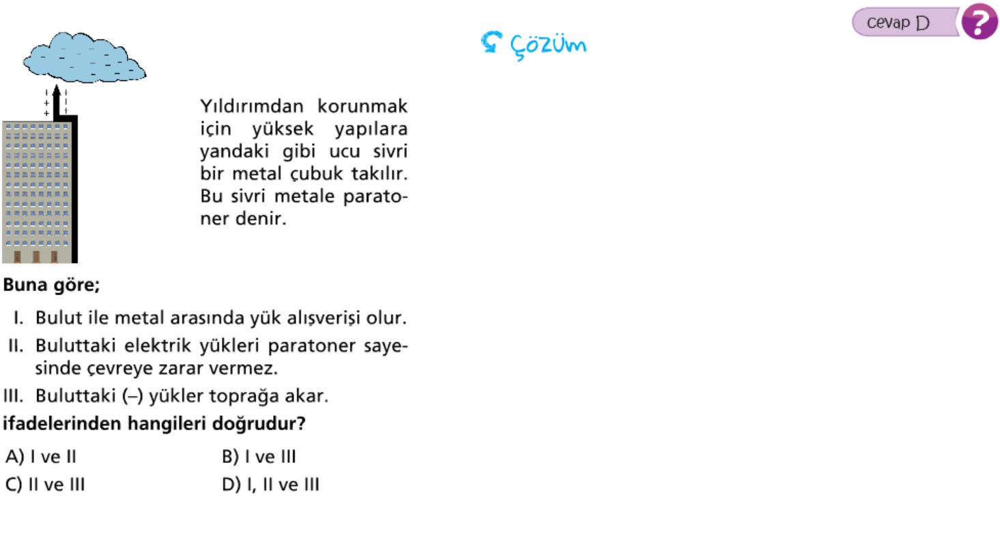 cevap D
?
Çözüm
Yıldırımdan korunmak
için yüksek yapılara
yandaki gibi ucu sivri
bir metal çubuk takılır.
Bu sivri metale parato-
ner denir.
Buna göre;
I. Bulut ile metal arasında yük alışverişi olur.
II. Buluttaki elektrik yükleri paratoner saye-
sinde çevreye zarar vermez.
III. Buluttaki (–) yükler toprağa akar.
ifadelerinden hangileri doğrudur?
A) I ve II B) I ve III
C) II ve III D) I, II ve III